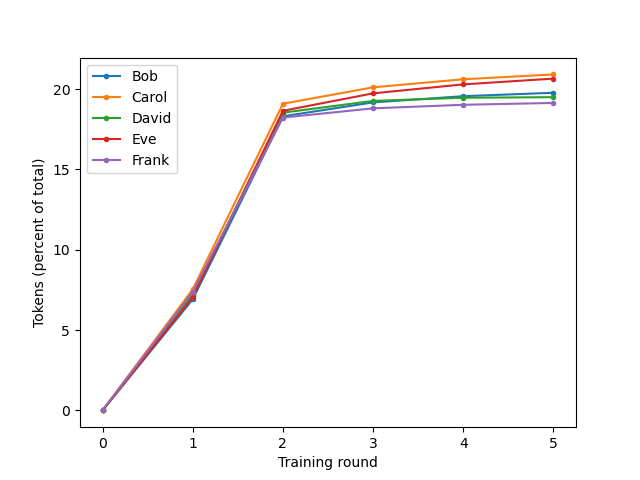 Bob
Carol
David
Eve
Frank
Tokens (percent of total)
20
15
10
5
0
0 1 2 3 4 5
Training round